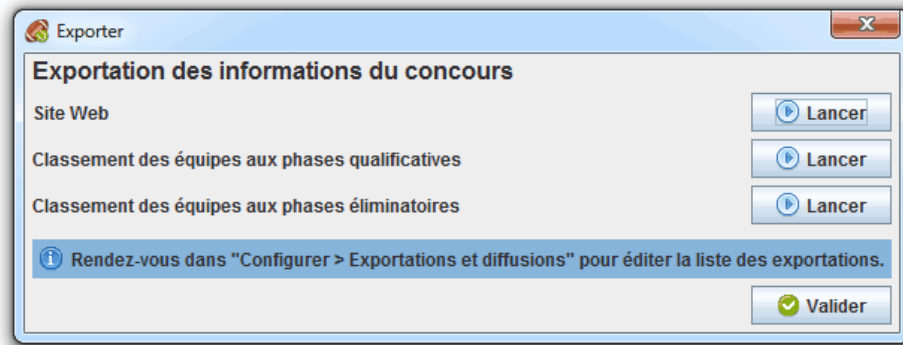 Exporter
Exportation des informations du concours
Site Web
Lancer
Classement des équipes aux phases qualificatives
Lancer
Classement des équipes aux phases éliminatoires
Lancer
Rendez-vous dans "Configurer > Exportations et diffusions" pour éditer la liste des exportations.
Valider